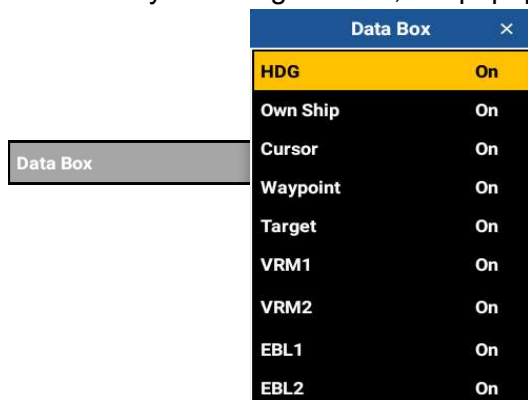 Data Box ×
HDG On
Own Ship On
Cursor On
Data Box
Waypoint On
Target On
VRM1 On
VRM2 On
EBL1 On
EBL2 On